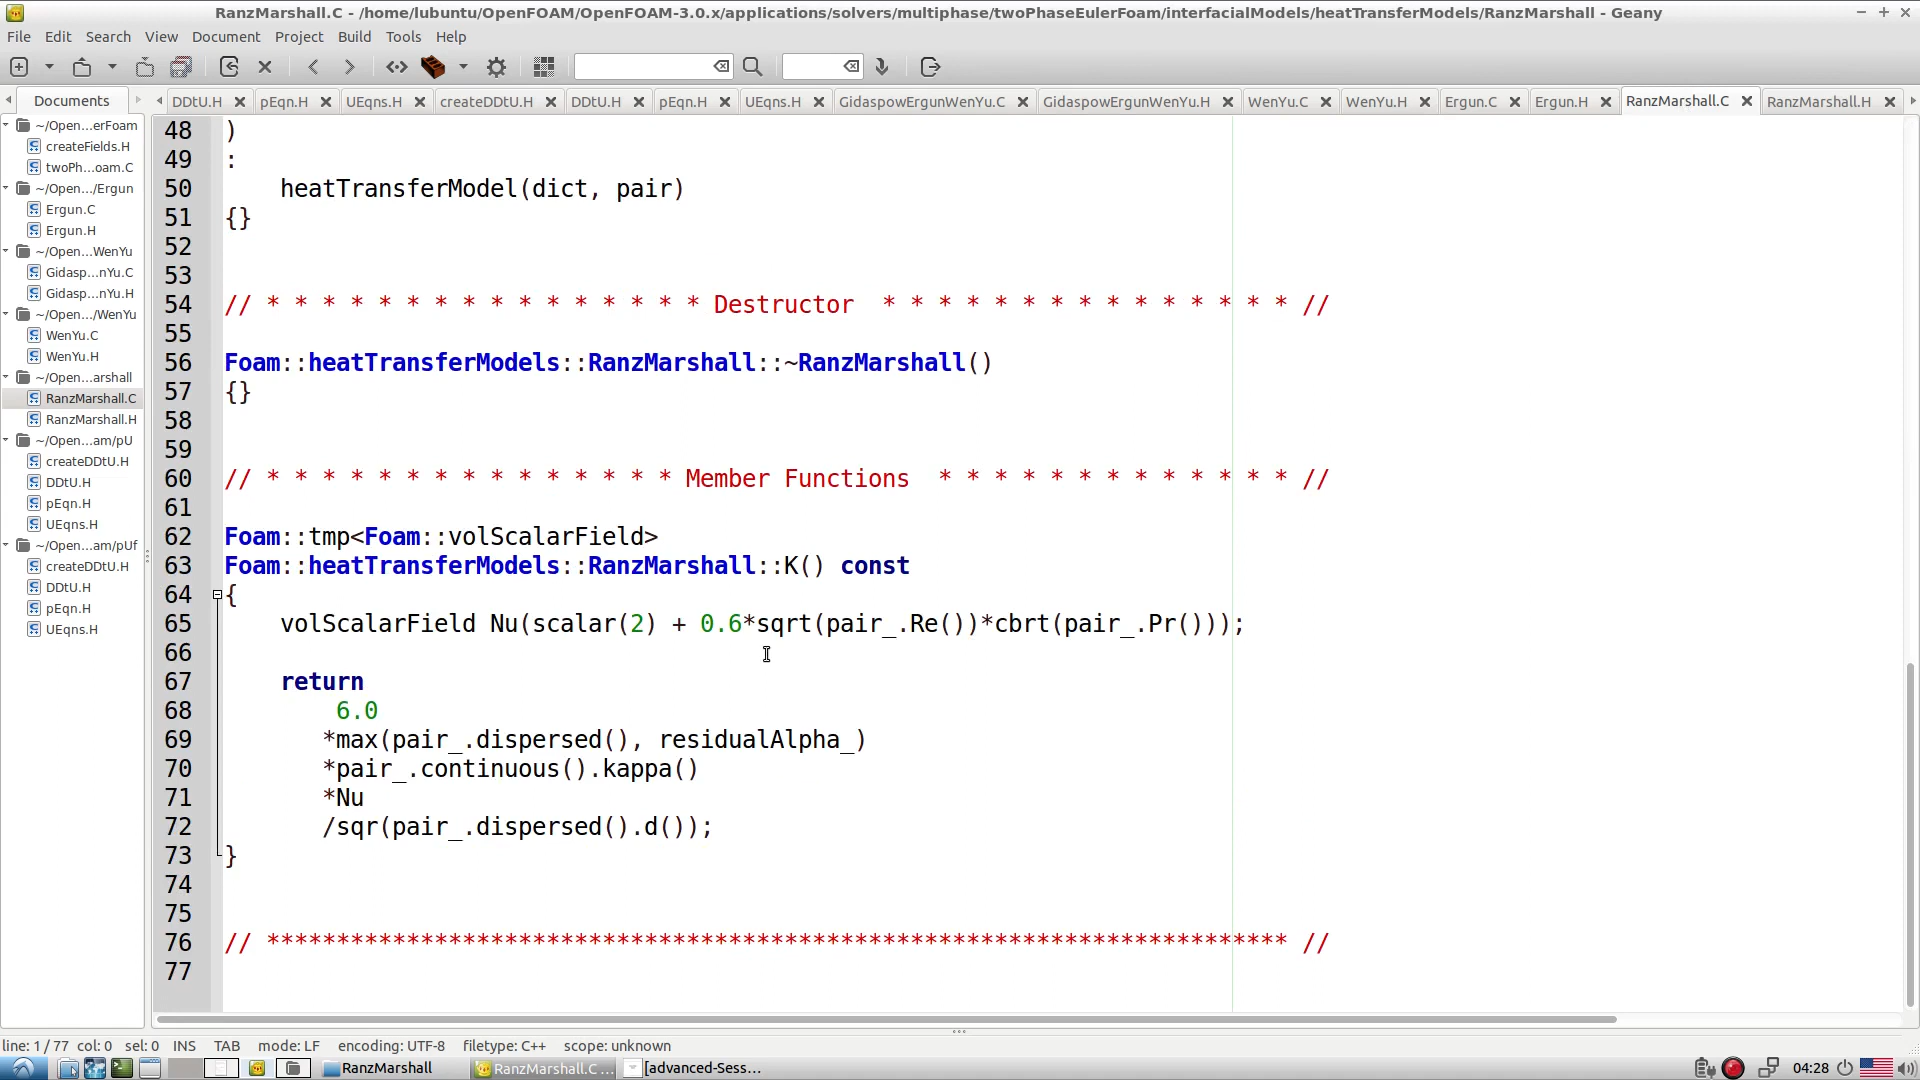 RanzMarshall.C - /home/lubuntu/OpenFOAM/OpenFOAM-3.0.x/applications/solvers/multiphase/twoPhaseEulerFoam/interfacialModels/heatTransferModels/RanzMarshall - Geany
File Edit Search View Document Project Build Tools Help
Documents
DDtU.H pEqn.H UEqns.H createDDtU.H DDtU.H pEqn.H UEqns.H GidaspowErgunWenYu.C GidaspowErgunWenYu.H WenYu.C WenYu.H Ergun.C Ergun.H RanzMarshall.C RanzMarshall.H
~/Open...erFoam
createFields.H
twoPh...oam.C
~/Open.../Ergun
Ergun.C
Ergun.H
~/Open...WenYu
Gidasp...nYu.C
Gidasp...nYu.H
~/Open.../WenYu
WenYu.C
WenYu.H
~/Open...arshall
RanzMarshall.C
RanzMarshall.H
~/Open...am/pU
createDDtU.H
DDtU.H
pEqn.H
UEqns.H
~/Open...am/pUf
createDDtU.H
DDtU.H
pEqn.H
UEqns.H
48 )
49 :
50 heatTransferModel(dict, pair)
51 {}
52
53
54 // * * * * * * * * * * * * * * * * Destructor * * * * * * * * * * * * * * * //
55
56 Foam::heatTransferModels::RanzMarshall::~RanzMarshall()
57 {}
58
59
60 // * * * * * * * * * * * * * * * Member Functions * * * * * * * * * * * * * //
61
62 Foam::tmp<Foam::volScalarField>
63 Foam::heatTransferModels::RanzMarshall::K() const
64 {
65 volScalarField Nu(scalar(2) + 0.6*sqrt(pair_.Re())*cbrt(pair_.Pr()));
66
67 return
68 6.0
69 *max(pair_.dispersed(), residualAlpha_)
70 *pair_.continuous().kappa()
71 *Nu
72 /sqr(pair_.dispersed().d());
73 }
74
75
76 // ************************************************************************* //
77
line: 1 / 77 col: 0 sel: 0 INS TAB mode: LF encoding: UTF-8 filetype: C++ scope: unknown
RanzMarshall RanzMarshall.C ... [advanced-Sess... 04:28